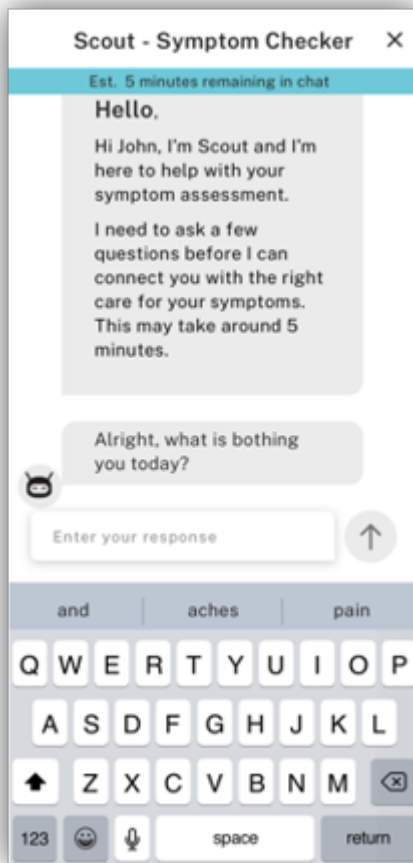 Scout - Symptom Checker ×
Est. 5 minutes remaining in chat
Hello,
Hi John, I'm Scout and I'm
here to help with your
symptom assessment.
I need to ask a few
questions before I can
connect you with the right
care for your symptoms.
This may take around 5
minutes.
Alright, what is bothing
you today?
Enter your response
and aches pain
Q W E R T Y U I O P
A S D F G H J K L
Z X C V B N M
123 space return